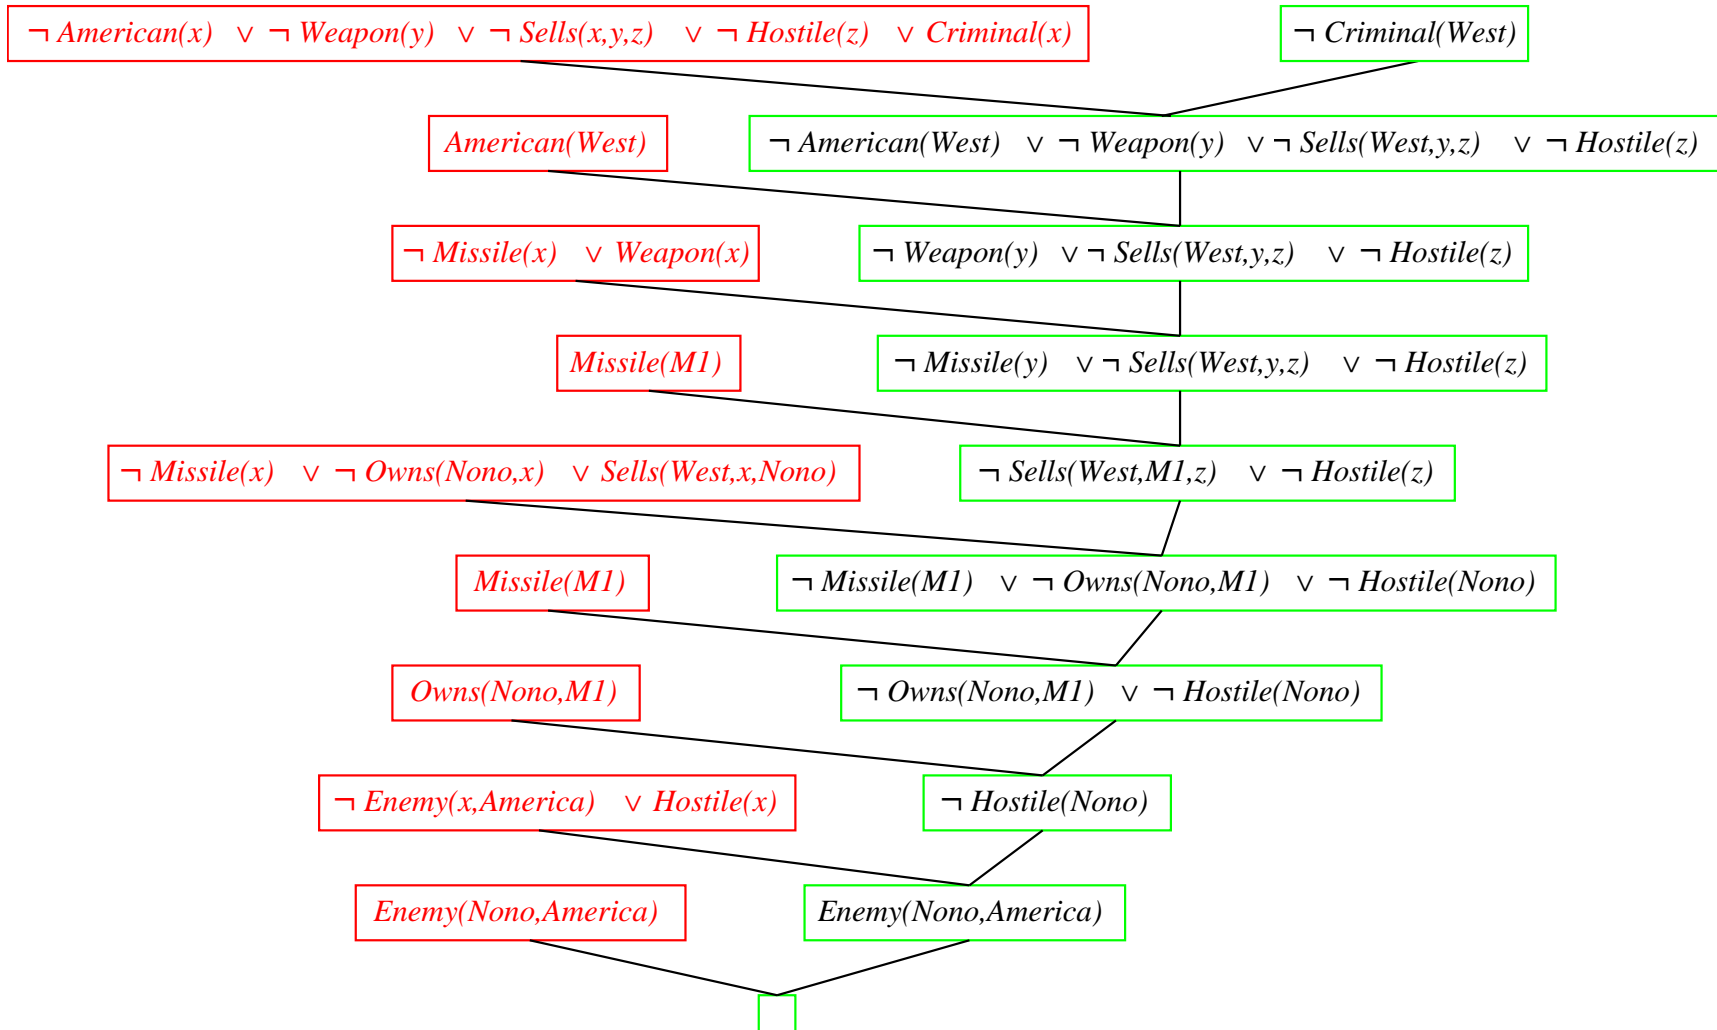 ¬ American(x) ∨ ¬ Weapon(y) ∨ ¬ Sells(x,y,z) ∨ ¬ Hostile(z) ∨ Criminal(x) ¬ Criminal(West)
American(West) ¬ American(West) ∨ ¬ Weapon(y) ∨ ¬ Sells(West,y,z) ∨ ¬ Hostile(z)
¬ Missile(x) ∨ Weapon(x) ¬ Weapon(y) ∨ ¬ Sells(West,y,z) ∨ ¬ Hostile(z)
Missile(M1) ¬ Missile(y) ∨ ¬ Sells(West,y,z) ∨ ¬ Hostile(z)
¬ Missile(x) ∨ ¬ Owns(Nono,x) ∨ Sells(West,x,Nono) ¬ Sells(West,M1,z) ∨ ¬ Hostile(z)
Missile(M1) ¬ Missile(M1) ∨ ¬ Owns(Nono,M1) ∨ ¬ Hostile(Nono)
Owns(Nono,M1) ¬ Owns(Nono,M1) ∨ ¬ Hostile(Nono)
¬ Enemy(x,America) ∨ Hostile(x) ¬ Hostile(Nono)
Enemy(Nono,America) Enemy(Nono,America)